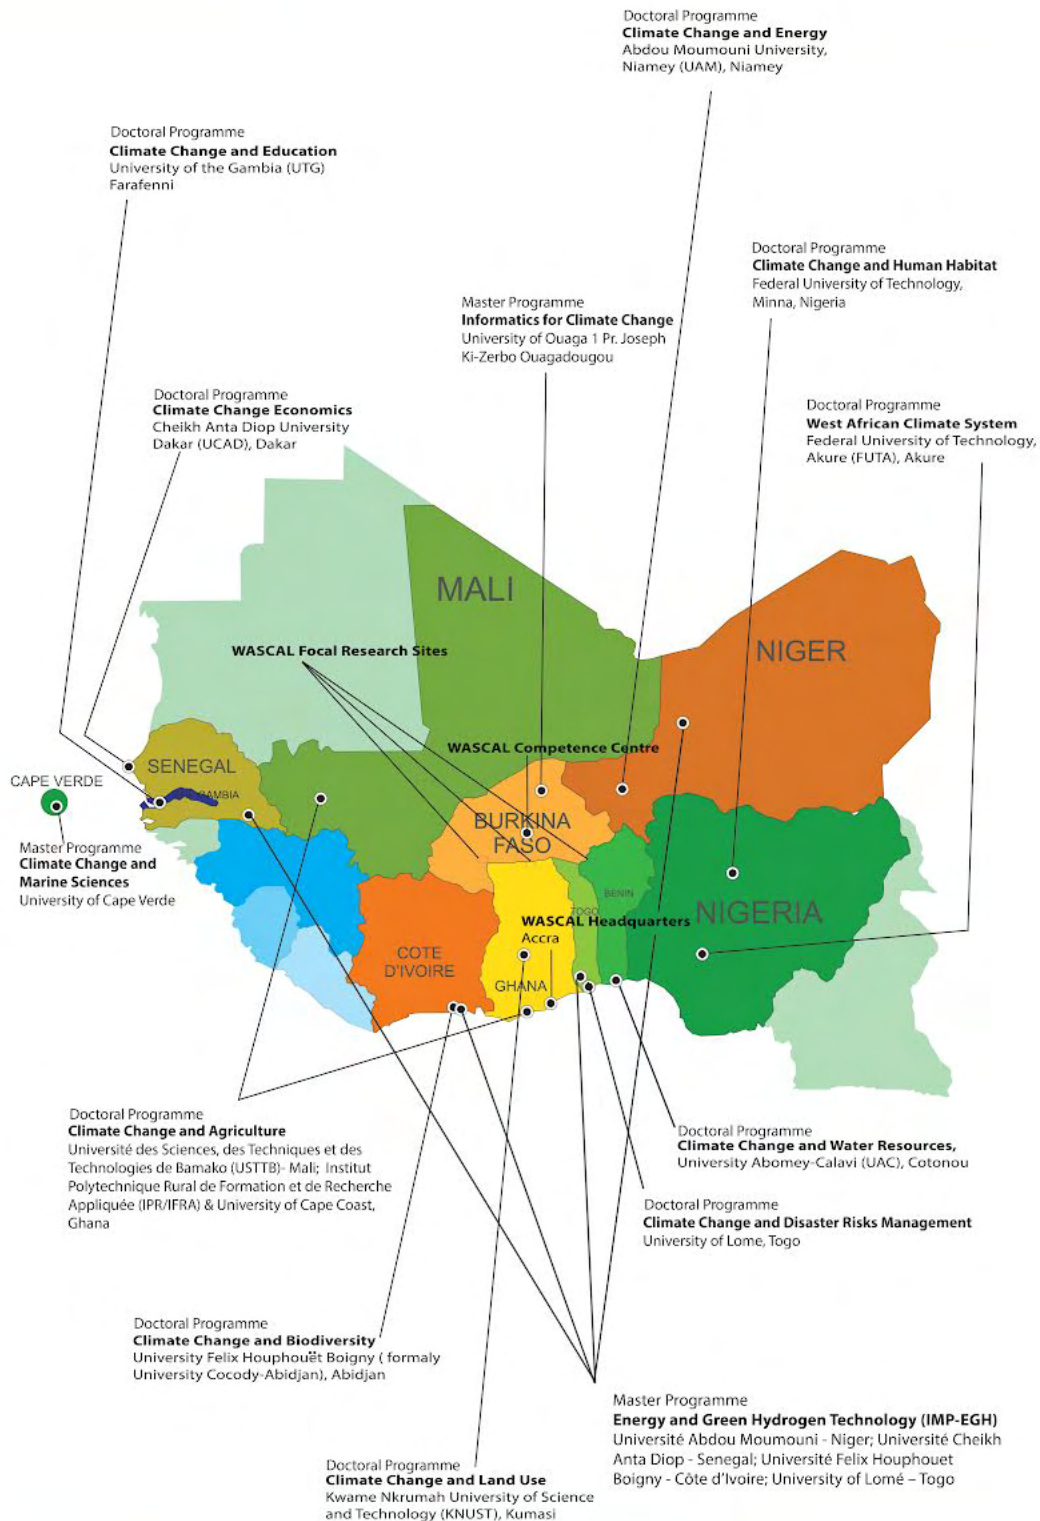 Doctoral Programme
Climate Change and Energy
Abdou Moumouni University,
Niamey (UAM), Niamey
Doctoral Programme
Climate Change and Education
University of the Gambia (UTG)
Farafenni
Doctoral Programme
Climate Change and Human Habitat
Federal University of Technology,
Minna, Nigeria
Master Programme
Informatics for Climate Change
University of Ouaga 1 Pr. Joseph
Ki-Zerbo Ouagadougou
Doctoral Programme
Climate Change Economics
Cheikh Anta Diop University
Dakar (UCAD), Dakar
Doctoral Programme
West African Climate System
Federal University of Technology,
Akure (FUTA), Akure
MALI
NIGER
WASCAL Focal Research Sites
WASCAL Competence Centre
SENEGAL
GAMBIA
CAPE VERDE
BURKINA
FASO
Master Programme
Climate Change and
Marine Sciences
University of Cape Verde
BENIN
TOGO
NIGERIA
WASCAL Headquarters
Accra
COTE
D'IVOIRE
GHANA
Doctoral Programme
Climate Change and Agriculture
Université des Sciences, des Techniques et des
Technologies de Bamako (USTTB)- Mali; Institut
Polytechnique Rural de Formation et de Recherche
Appliquée (IPR/IFRA) & University of Cape Coast,
Ghana
Doctoral Programme
Climate Change and Water Resources,
University Abomey-Calavi (UAC), Cotonou
Doctoral Programme
Climate Change and Disaster Risks Management
University of Lome, Togo
Doctoral Programme
Climate Change and Biodiversity
University Felix Houphouët Boigny ( formaly
University Cocody-Abidjan), Abidjan
Master Programme
Energy and Green Hydrogen Technology (IMP-EGH)
Université Abdou Moumouni - Niger; Université Cheikh
Anta Diop - Senegal; Université Felix Houphouet
Boigny - Côte d'Ivoire; University of Lomé – Togo
Doctoral Programme
Climate Change and Land Use
Kwame Nkrumah University of Science
and Technology (KNUST), Kumasi